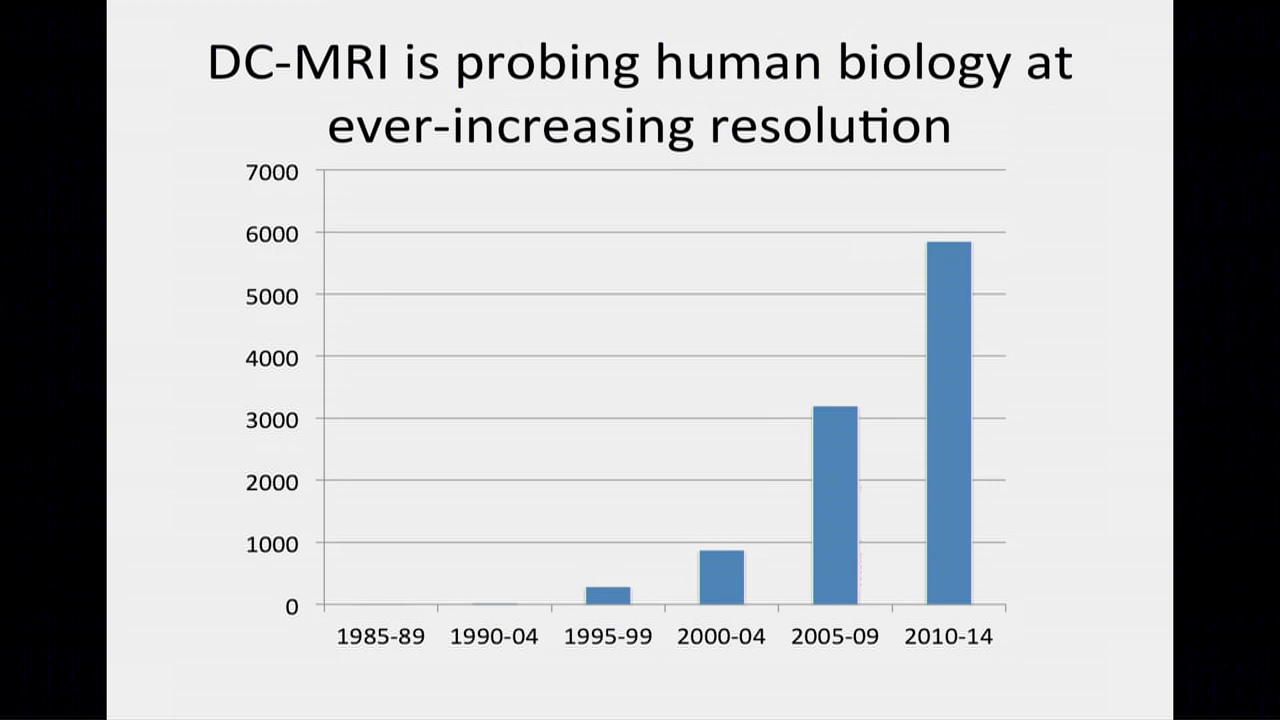 DC-MRI is probing human biology at
ever-increasing resolution
7000
6000
5000
4000
3000
2000
1000
0
1985-89 1990-04 1995-99 2000-04 2005-09 2010-14